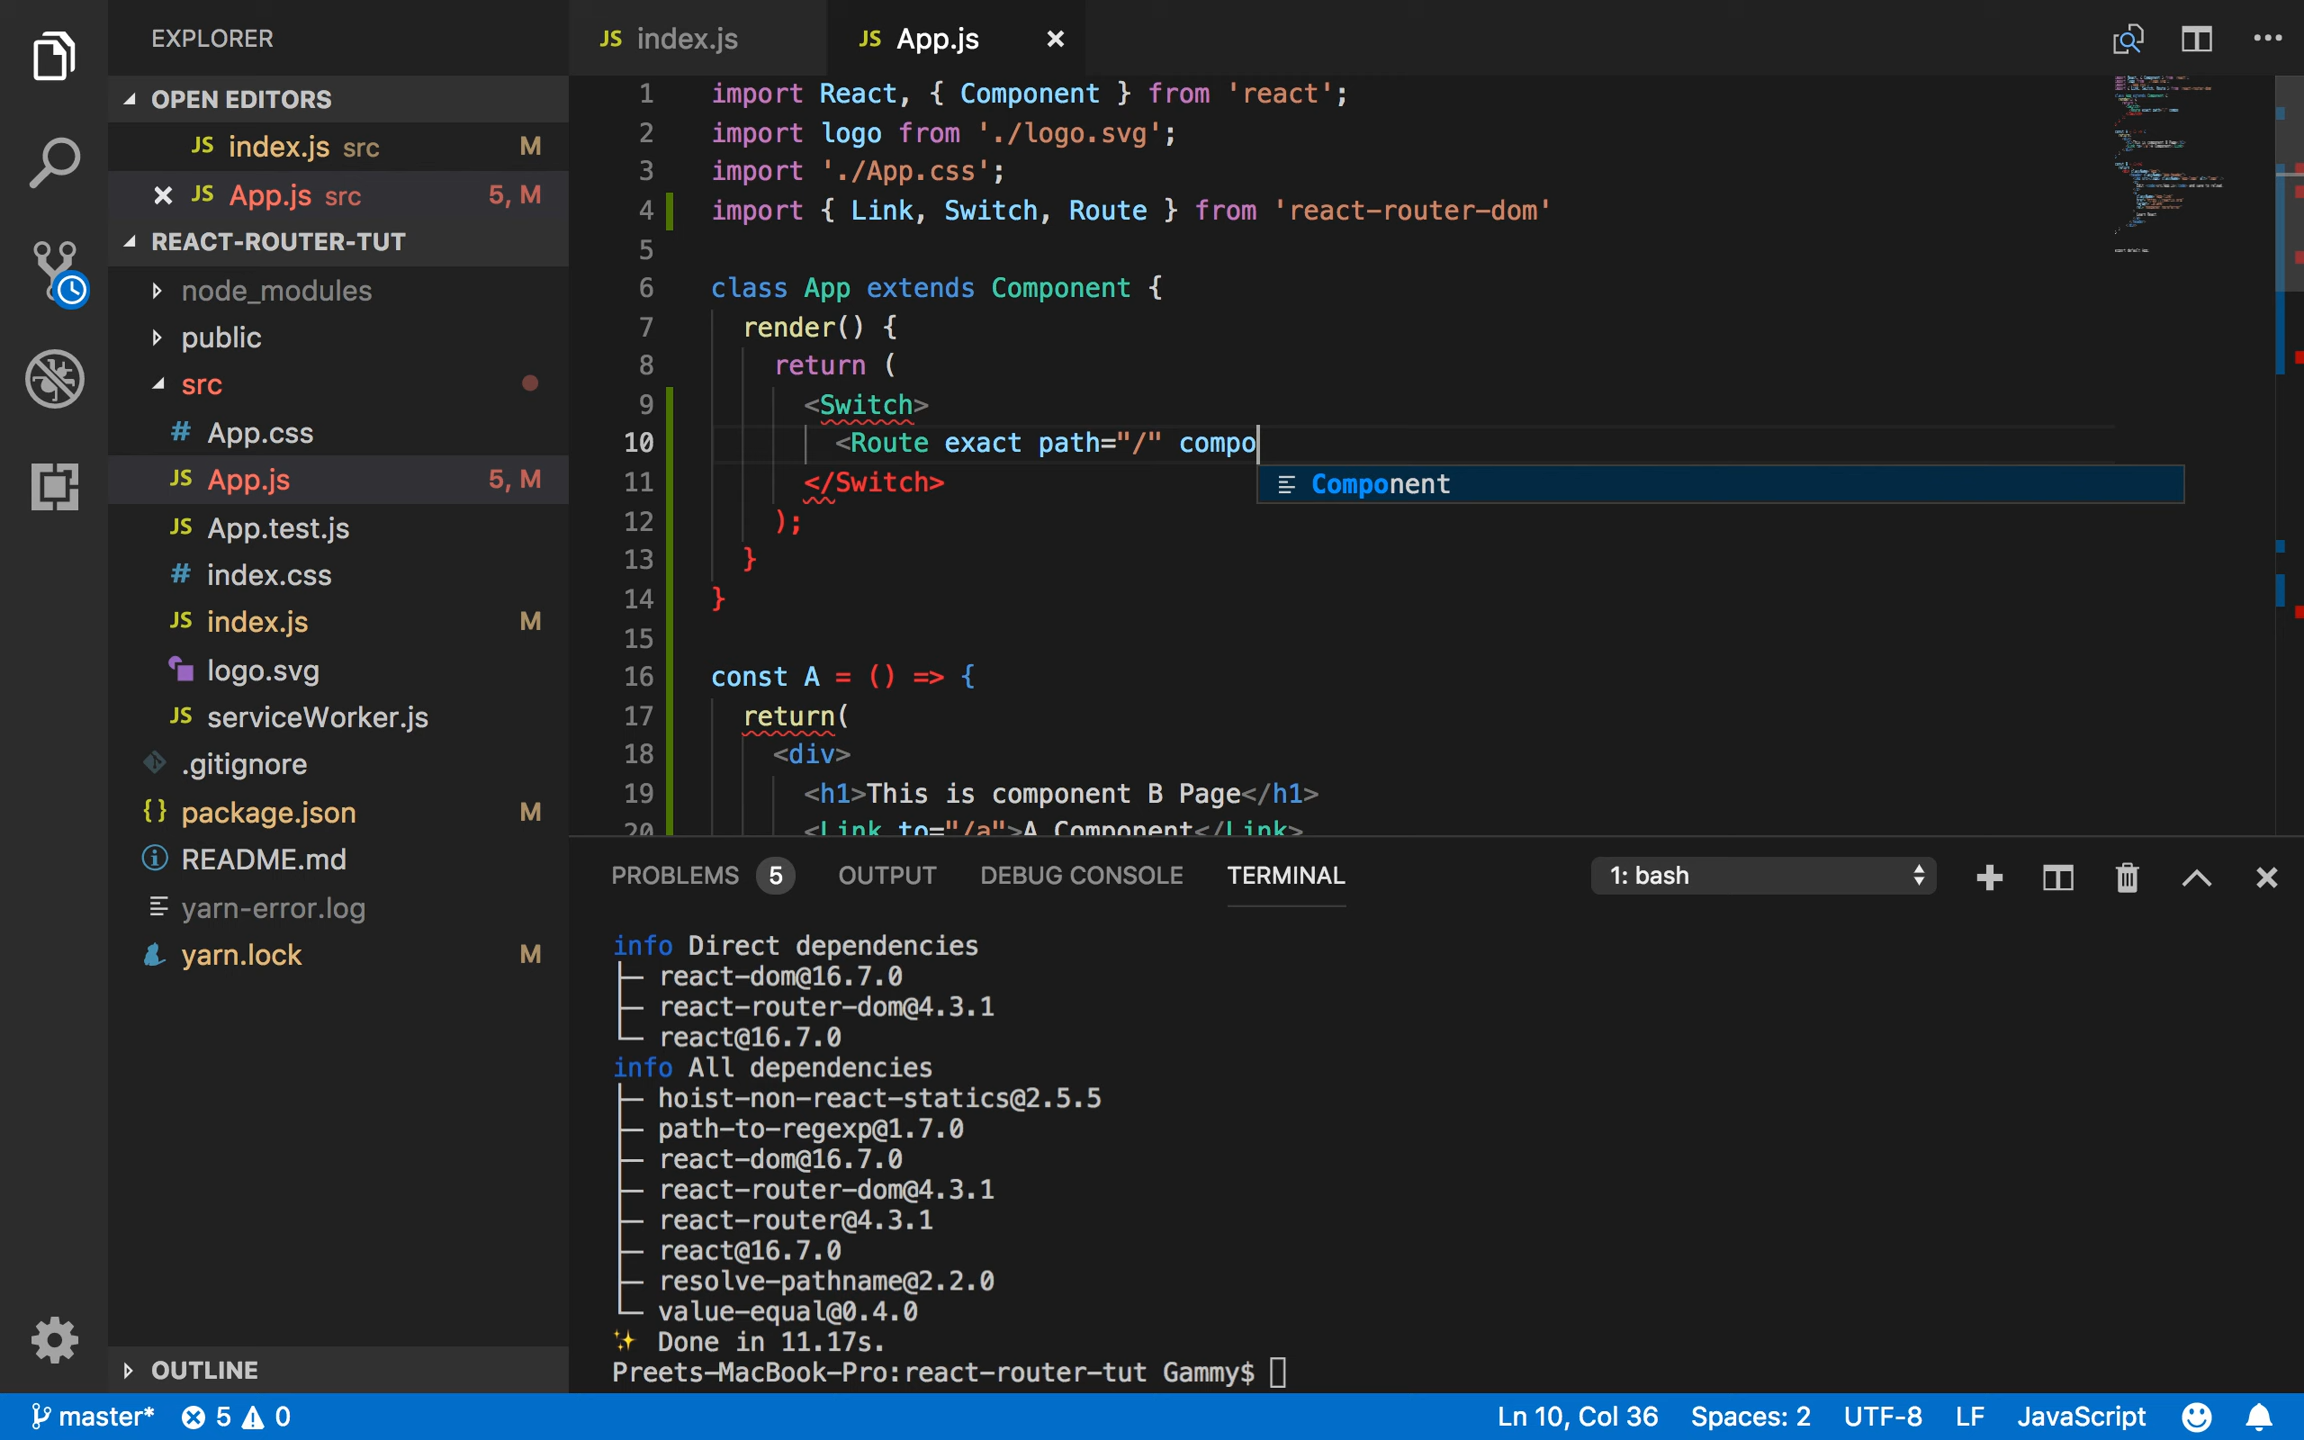 EXPLORER
OPEN EDITORS
JS index.js src M
JS App.js src 5, M
REACT-ROUTER-TUT
node_modules
public
src
# App.css
JS App.js 5, M
JS App.test.js
# index.css
JS index.js M
logo.svg
JS serviceWorker.js
.gitignore
{} package.json M
README.md
yarn-error.log
yarn.lock M
OUTLINE
JS index.js
JS App.js
1 import React, { Component } from 'react';
2 import logo from './logo.svg';
3 import './App.css';
4 import { Link, Switch, Route } from 'react-router-dom'
5
6 class App extends Component {
7 render() {
8 return (
9 <Switch>
10 <Route exact path="/" compo
Component
11 </Switch>
12 );
13 }
14 }
15
16 const A = () => {
17 return(
18 <div>
19 <h1>This is component B Page</h1>
20 <Link to="/a">A Component</Link>
PROBLEMS 5 OUTPUT DEBUG CONSOLE TERMINAL 1: bash
info Direct dependencies
├─ react-dom@16.7.0
├─ react-router-dom@4.3.1
└─ react@16.7.0
info All dependencies
├─ hoist-non-react-statics@2.5.5
├─ path-to-regexp@1.7.0
├─ react-dom@16.7.0
├─ react-router-dom@4.3.1
├─ react-router@4.3.1
├─ react@16.7.0
├─ resolve-pathname@2.2.0
└─ value-equal@0.4.0
✨ Done in 11.17s.
Preets-MacBook-Pro:react-router-tut Gammy$
master* 5 0 Ln 10, Col 36 Spaces: 2 UTF-8 LF JavaScript